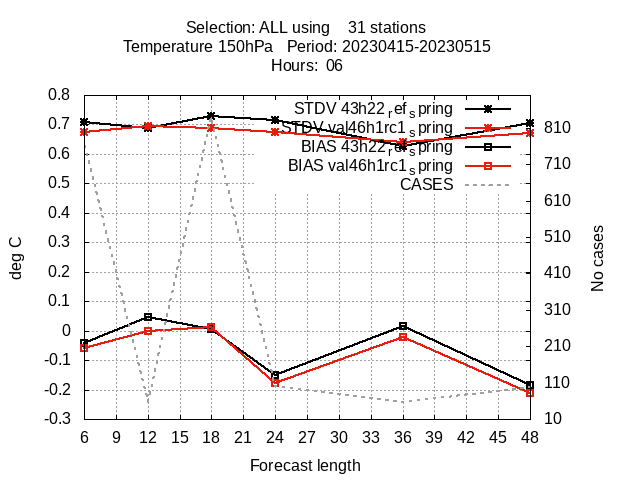 Selection: ALL using 31 stations
Temperature 150hPa Period: 20230415-20230515
Hours: 06
STDV 43h22_ref_spring
STDV val46h1rc1_spring
BIAS 43h22_ref_spring
BIAS val46h1rc1_spring
CASES
0.8
0.7
0.6
0.5
0.4
0.3
0.2
0.1
0
-0.1
-0.2
-0.3
deg C
810
710
610
510
410
310
210
110
10
No cases
6 9 12 15 18 21 24 27 30 33 36 39 42 45 48
Forecast length